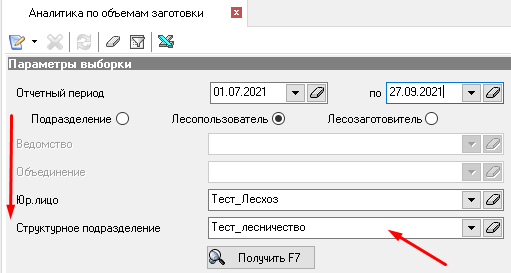 Аналитика по объемам заготовки
Параметры выборки
Отчетный период 01.07.2021 по 27.09.2021
Подразделение Лесопользователь Лесозаготовитель
Ведомство
Объединение
Юр.лицо Тест_Лесхоз
Структурное подразделение Тест_лесничество
Получить F7